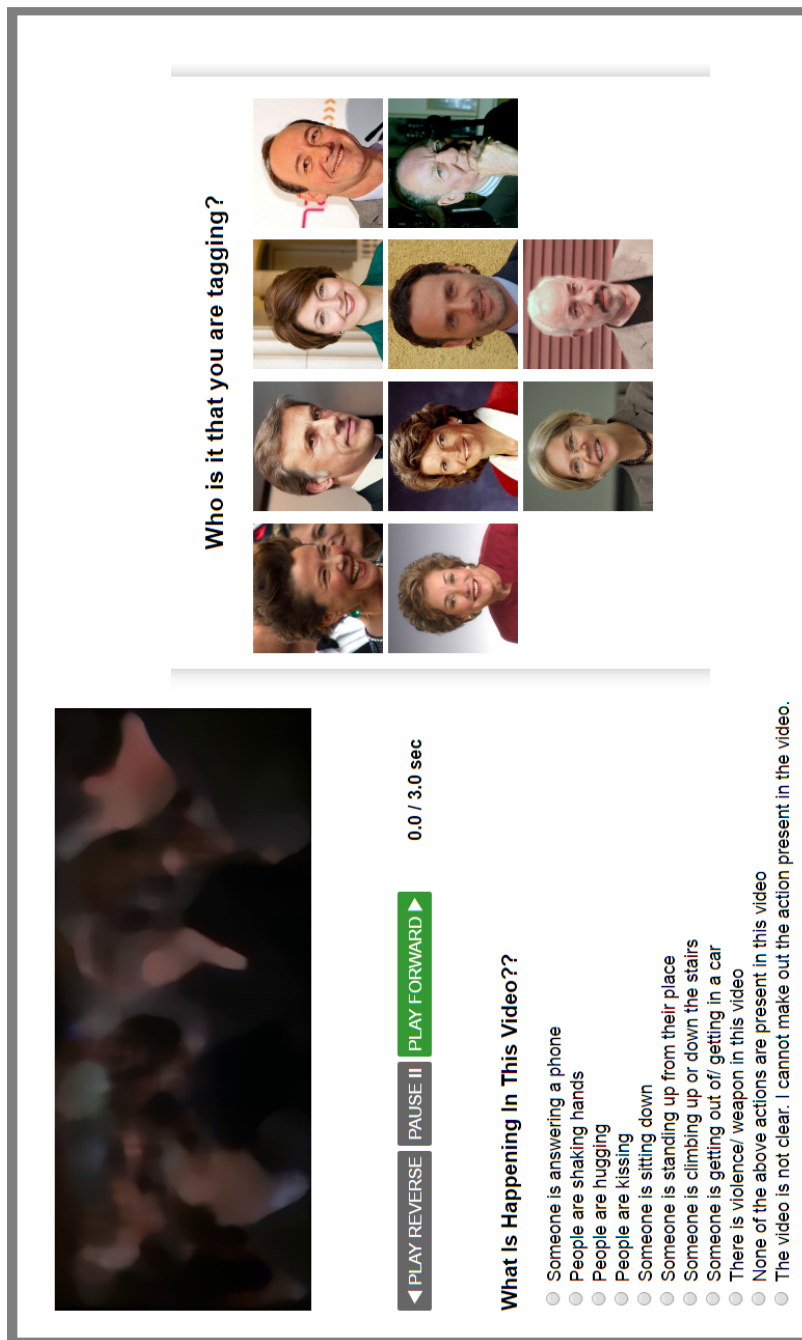 0.0 / 3.0 sec
PLAY REVERSE
PAUSE
PLAY FORWARD
What Is Happening In This Video??
Someone is answering a phone
People are shaking hands
People are hugging
People are kissing
Someone is sitting down
Someone is standing up from their place
Someone is climbing up or down the stairs
Someone is getting out of/ getting in a car
There is violence/ weapon in this video
None of the above actions are present in this video
The video is not clear. I cannot make out the action present in the video.
Who is it that you are tagging?